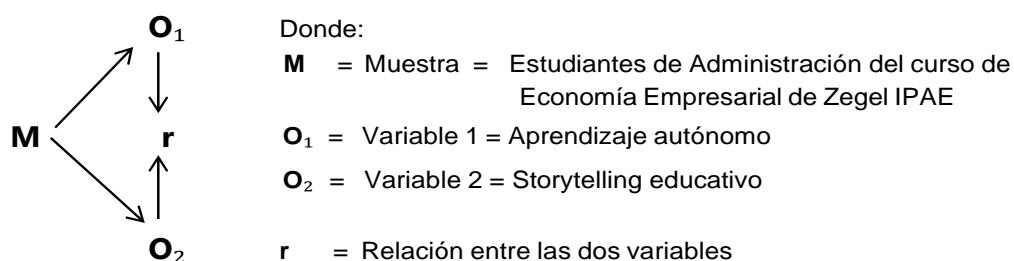 O₁
Donde:
M = Muestra = Estudiantes de Administración del curso de
Economía Empresarial de Zegel IPAE
M r
O₁ = Variable 1 = Aprendizaje autónomo
O₂ = Variable 2 = Storytelling educativo
O₂
r = Relación entre las dos variables